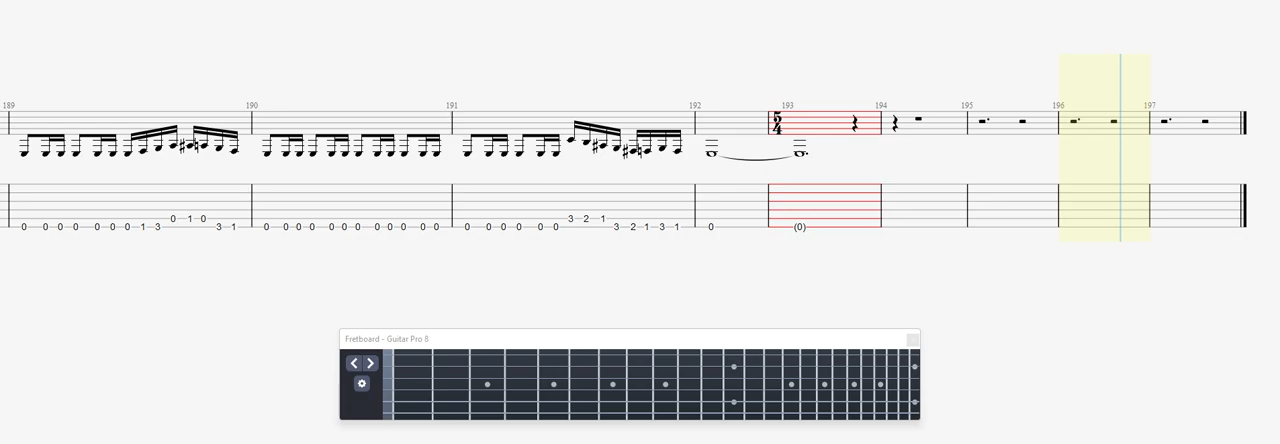 189 190 191 192 193 194 195 196 197
5
4
0 1 0 3 2 1
0 0 0 0 0 0 0 1 3 3 1 0 0 0 0 0 0 0 0 0 0 0 0 0 0 0 0 0 0 3 2 1 3 1 0 (0)
Fretboard - Guitar Pro 8